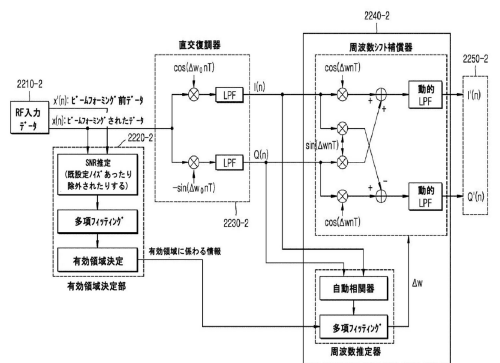 2240-2
直交復調器
周波数シフト補償器
2250-2
cos(Δw₀nT)
cos(ΔwnT)
2210-2
x'(n): ビームフォーミング前データ
LPF
I(n)
動的
LPF
I'(n)
RF入力
データ
x(n): ビームフォーミングされたデータ
2220-2
sin(ΔwnT)
SNR推定
(既設定ノイズあったり
除外されたりする)
LPF
Q(n)
動的
LPF
Q'(n)
-sin(Δw₀nT)
cos(ΔwnT)
多項フィッティング
2230-2
有効領域決定
有効領域に係わる情報
有効領域決定部
Δw
自動相関器
多項フィッティング
周波数推定器